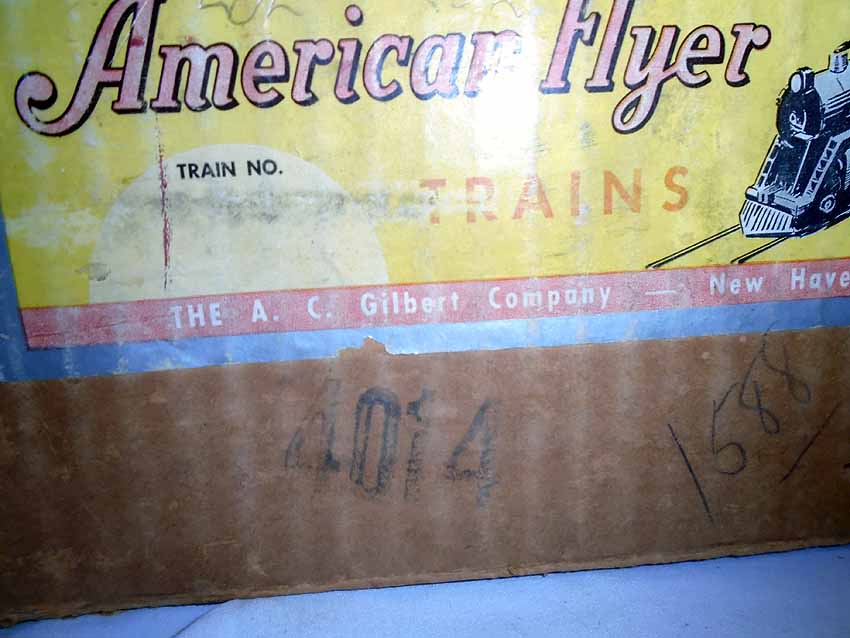 American Flyer
TRAIN NO.
TRAINS
THE A. C. Gilbert Company — New Have
4014
1588